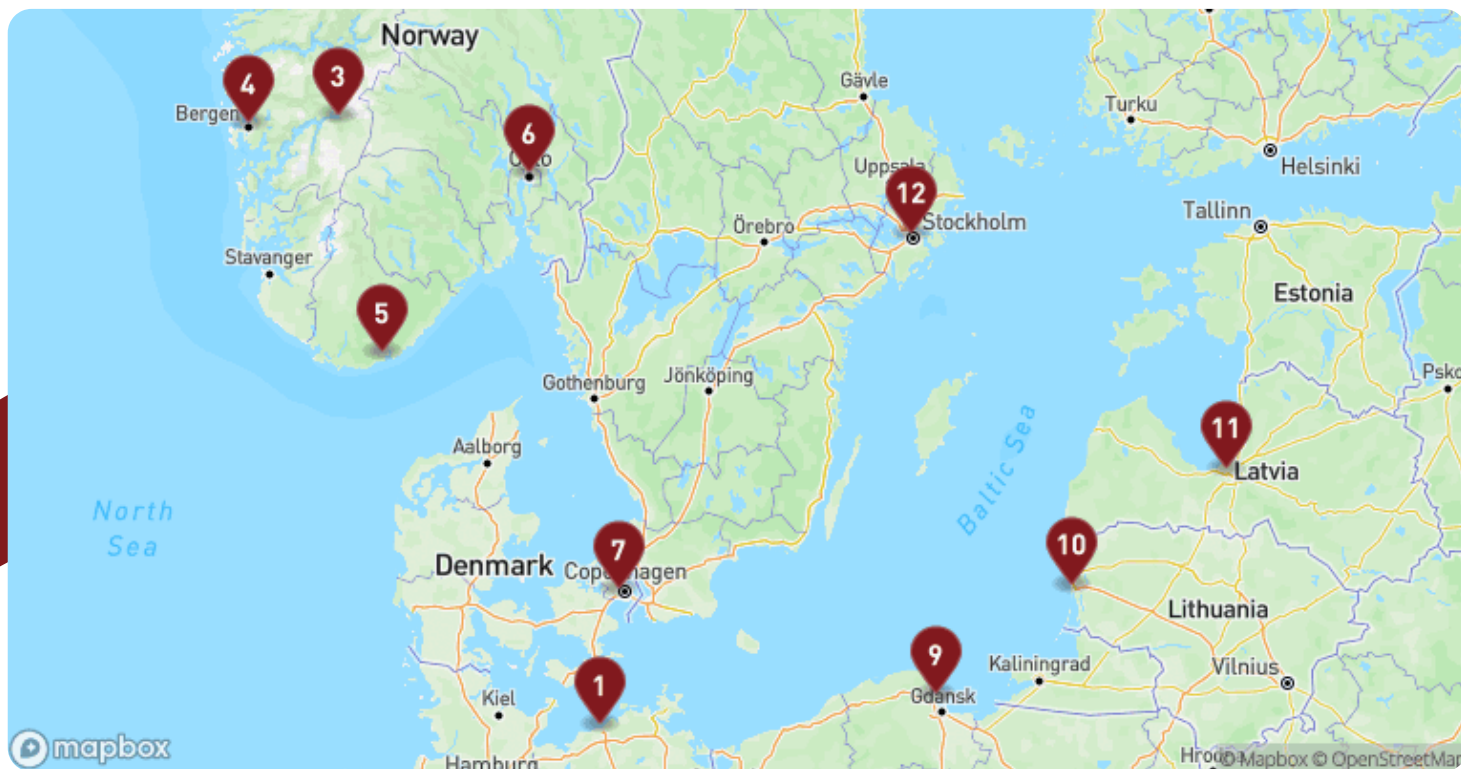 Norway
3
4
Bergen
Gävle
Turku
6
Helsinki
Uppsala
12
Stockholm
Tallinn
Örebro
Stavanger
Estonia
5
Gothenburg
Jönköping
Aalborg
11
Latvia
Baltic Sea
North
Sea
7
10
Denmark
Copenhagen
Lithuania
9
Kaliningrad
Vilnius
1
Kiel
Gdansk
mapbox
Hamburg
© Mapbox © OpenStreetMap